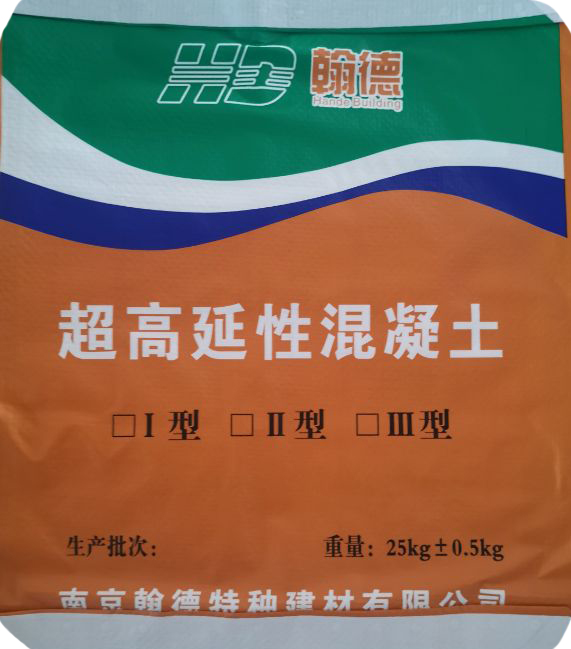 HD 翰德
Hande Building
超高延性混凝土
□Ⅰ型 □Ⅱ型 □Ⅲ型
生产批次： 重量：25kg±0.5kg
南京翰德特种建材有限公司